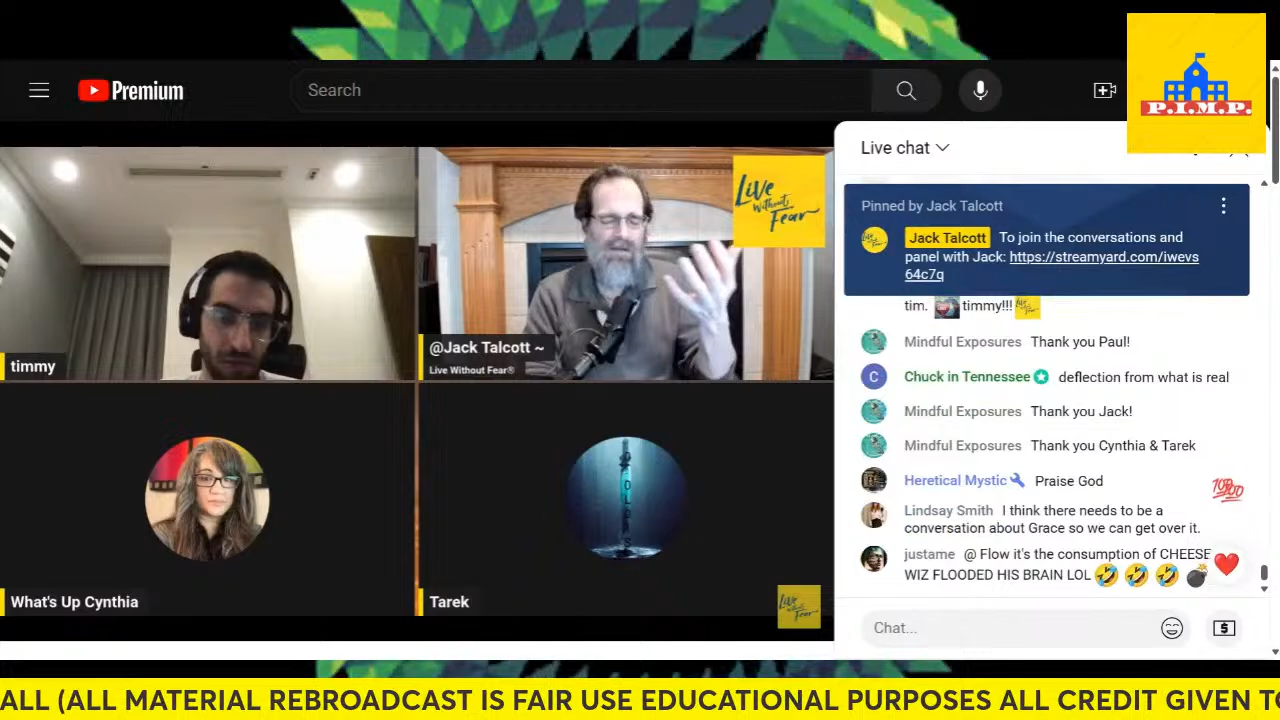 Premium
Search
P.I.M.P.
Live chat
Pinned by Jack Talcott
Jack Talcott To join the conversations and
panel with Jack: https://streamyard.com/iwevs
64c7q
tim. timmy!!!
Mindful Exposures Thank you Paul!
C Chuck in Tennessee deflection from what is real
Mindful Exposures Thank you Jack!
Mindful Exposures Thank you Cynthia & Tarek
Heretical Mystic Praise God
Lindsay Smith I think there needs to be a
conversation about Grace so we can get over it.
justame @ Flow it's the consumption of CHEESE
WIZ FLOODED HIS BRAIN LOL
100
Chat...
Live
Without
Fear
timmy
@Jack Talcott ~
Live Without Fear®
What's Up Cynthia
Tarek
Live
without
Fear
ALL (ALL MATERIAL REBROADCAST IS FAIR USE EDUCATIONAL PURPOSES ALL CREDIT GIVEN TO